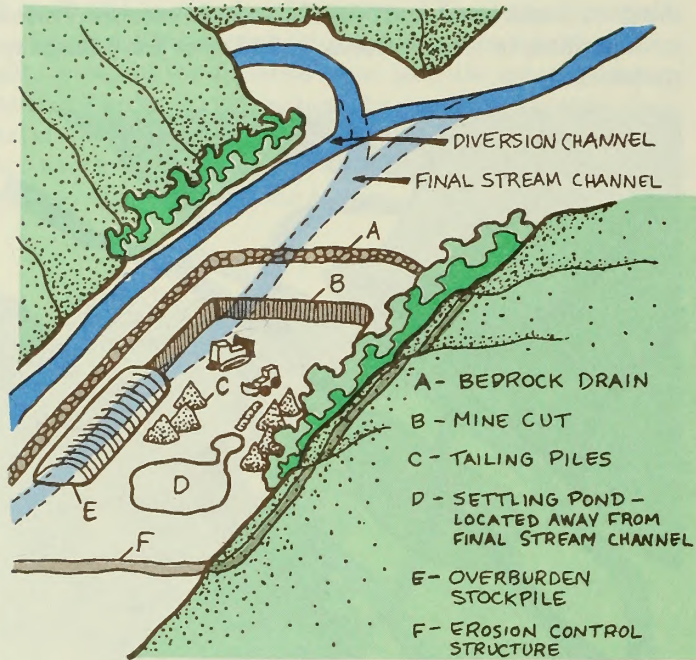 DIVERSION CHANNEL
FINAL STREAM CHANNEL
A
B
C
D
E
F
A- BEDROCK DRAIN
B - MINE CUT
C - TAILING PILES
D - SETTLING POND -
LOCATED AWAY FROM
FINAL STREAM CHANNEL
E- OVERBURDEN
STOCKPILE
F - EROSION CONTROL
STRUCTURE